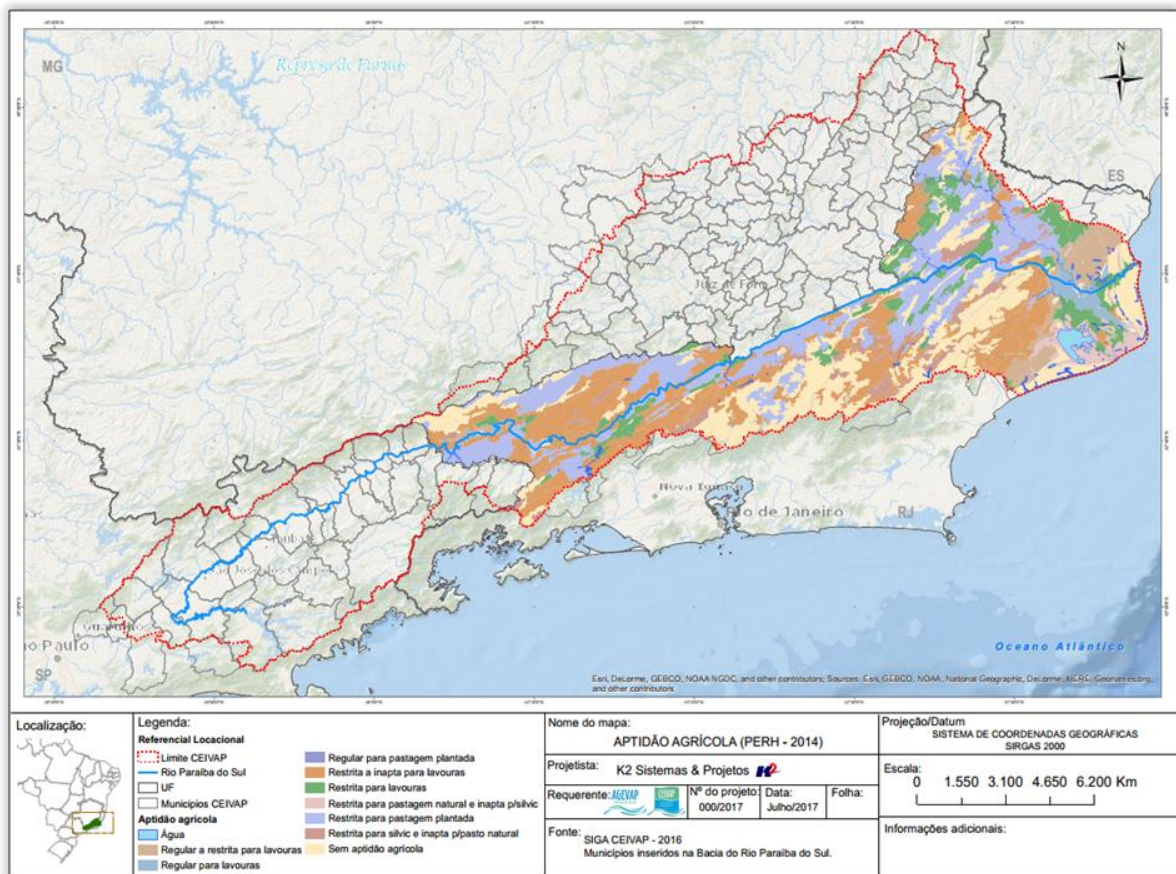 MG
Represa de Furnas
N
ES
Juiz de Fora
Nova Iguaçu
Rio de Janeiro
RJ
Guarulhos
SP
Oceano Atlântico
Esri, DeLorme, GEBCO, NOAA NGDC, and other contributors; Sources: Esri, GEBCO, NOAA, National Geographic, DeLorme, HERE, Geonames.org,
and other contributors
Localização:
Legenda:
Referencial Locacional
Limite CEIVAP
Rio Paraíba do Sul
UF
Municípios CEIVAP
Aptidão agrícola
Água
Regular a restrita para lavouras
Regular para lavouras
Regular para pastagem plantada
Restrita a inapta para lavouras
Restrita para lavouras
Restrita para pastagem natural e inapta p/silvic
Restrita para pastagem plantada
Restrita para silvic e inapta p/pasto natural
Sem aptidão agrícola
Nome do mapa:
APTIDÃO AGRÍCOLA (PERH - 2014)
Projetista: K2 Sistemas & Projetos K2
Requerente: AGEVAP CEIVAP
Nº do projeto:
000/2017
Data:
Julho/2017
Folha:
Fonte: SIGA CEIVAP - 2016
Municípios inseridos na Bacia do Rio Paraíba do Sul.
Projeção/Datum
SISTEMA DE COORDENADAS GEOGRÁFICAS
SIRGAS 2000
Escala:
0 1.550 3.100 4.650 6.200 Km
Informações adicionais: